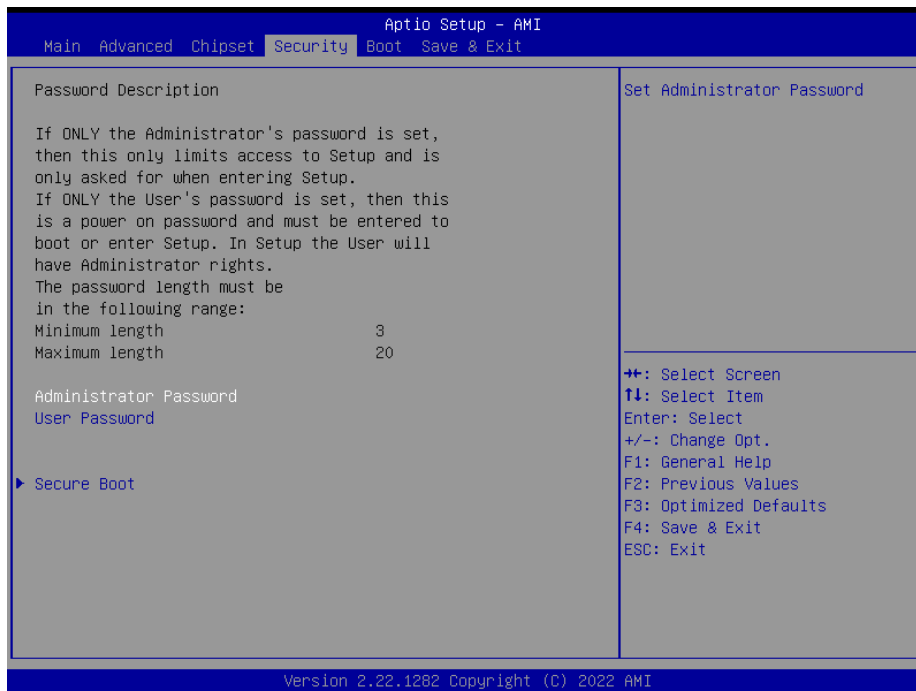 Aptio Setup – AMI
Main Advanced Chipset Security Boot Save & Exit
Password Description
If ONLY the Administrator's password is set,
then this only limits access to Setup and is
only asked for when entering Setup.
If ONLY the User's password is set, then this
is a power on password and must be entered to
boot or enter Setup. In Setup the User will
have Administrator rights.
The password length must be
in the following range:
Minimum length 3
Maximum length 20
Administrator Password
User Password
Secure Boot
Set Administrator Password
→←: Select Screen
↑↓: Select Item
Enter: Select
+/-: Change Opt.
F1: General Help
F2: Previous Values
F3: Optimized Defaults
F4: Save & Exit
ESC: Exit
Version 2.22.1282 Copyright (C) 2022 AMI